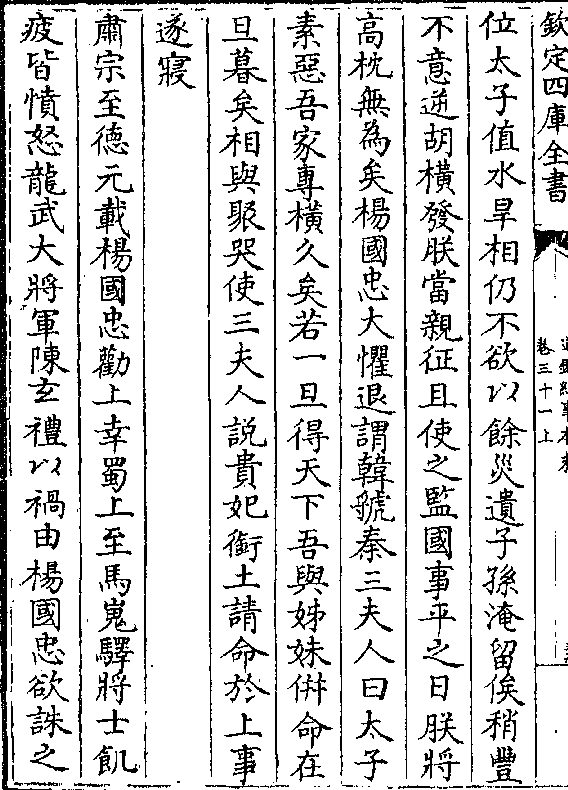 欽定四庫全書
卷三十一上
位太子值水旱相仍不欲以餘災遺子孫淹留俟稍豐
不意逆胡橫發朕當親征且使之監國事平之日朕將
高枕無為矣楊國忠大懼退謂韓虢秦三夫人曰太子
素惡吾家專橫久矣若一旦得天下吾與姊妹併命在
旦暮矣相與聚哭使三夫人說貴妃銜土請命於上事
遂寢
肅宗至德元載楊國忠勸上幸蜀上至馬嵬驛將士飢
疲皆憤怒龍武大將軍陳玄禮以禍由楊國忠欲誅之